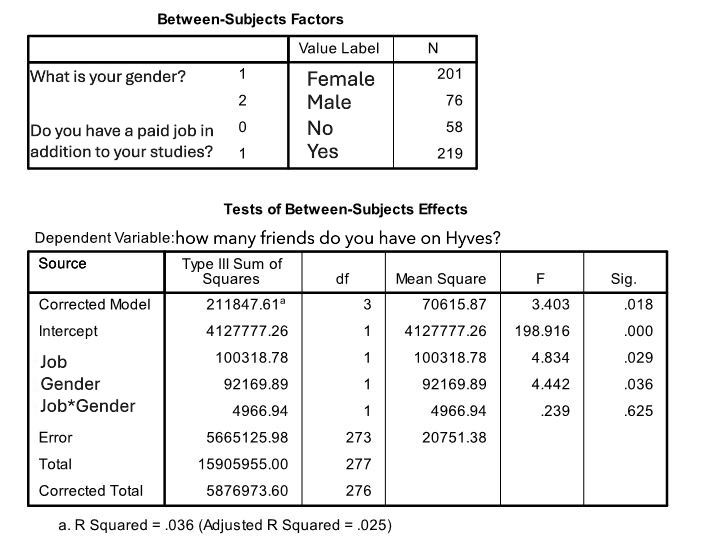 Between-Subjects Factors
Value Label N
What is your gender? 1 Female 201
2 Male 76
Do you have a paid job in 0 No 58
addition to your studies? 1 Yes 219
Tests of Between-Subjects Effects
Dependent Variable:how many friends do you have on Hyves?
Source Type III Sum of Squares df Mean Square F Sig.
Corrected Model 211847.61ᵃ 3 70615.87 3.403 .018
Intercept 4127777.26 1 4127777.26 198.916 .000
Job 100318.78 1 100318.78 4.834 .029
Gender 92169.89 1 92169.89 4.442 .036
Job*Gender 4966.94 1 4966.94 .239 .625
Error 5665125.98 273 20751.38
Total 15905955.00 277
Corrected Total 5876973.60 276
a. R Squared = .036 (Adjusted R Squared = .025)